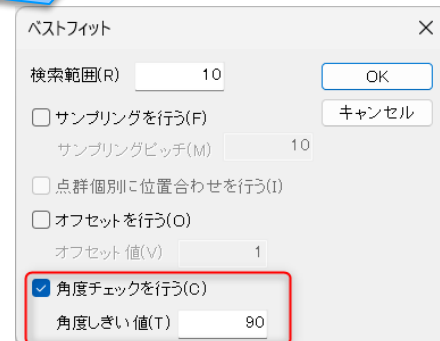 ベストフィット
検索範囲(R) 10 OK
□サンプリングを行う(F) キャンセル
サンプリングピッチ(M) 10
点群個別に位置合わせを行う(I)
オフセットを行う(O)
オフセット値(V) 1
角度チェックを行う(C)
角度しきい値(T) 90